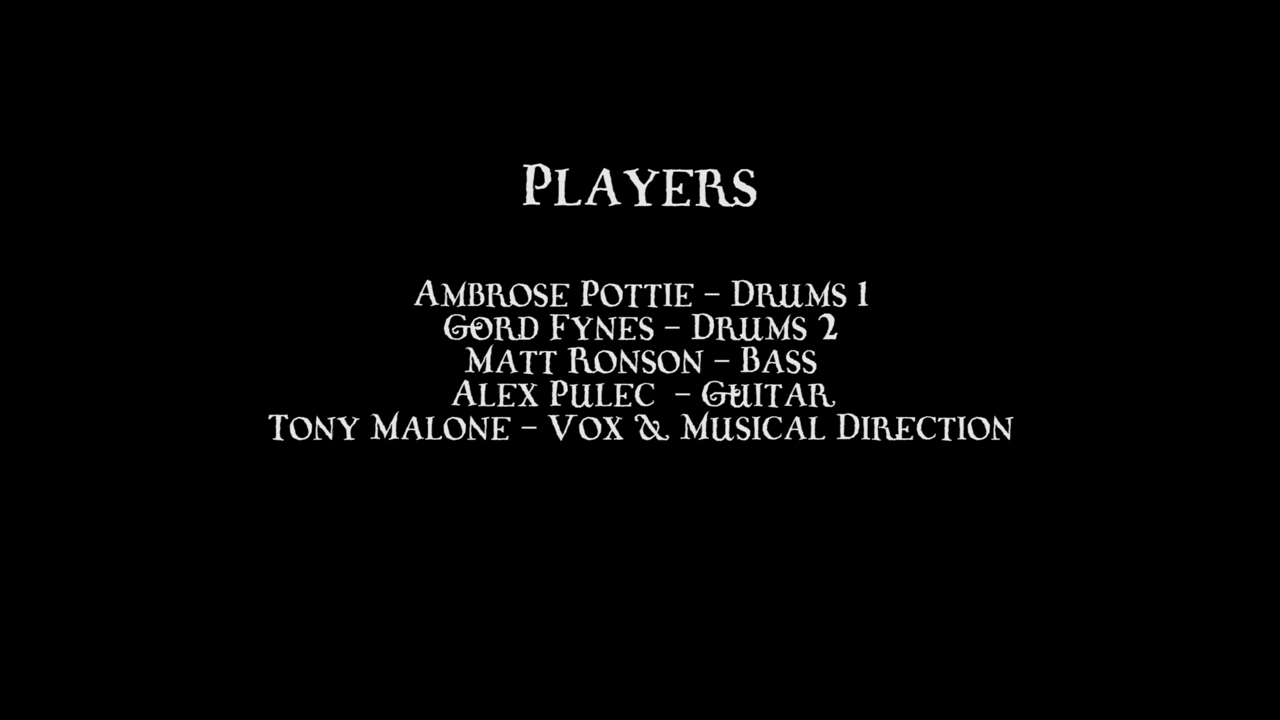 Players
Ambrose Pottie – Drums 1
Gord Fynes – Drums 2
Matt Ronson – Bass
Alex Pulec – Guitar
Tony Malone – Vox & Musical Direction